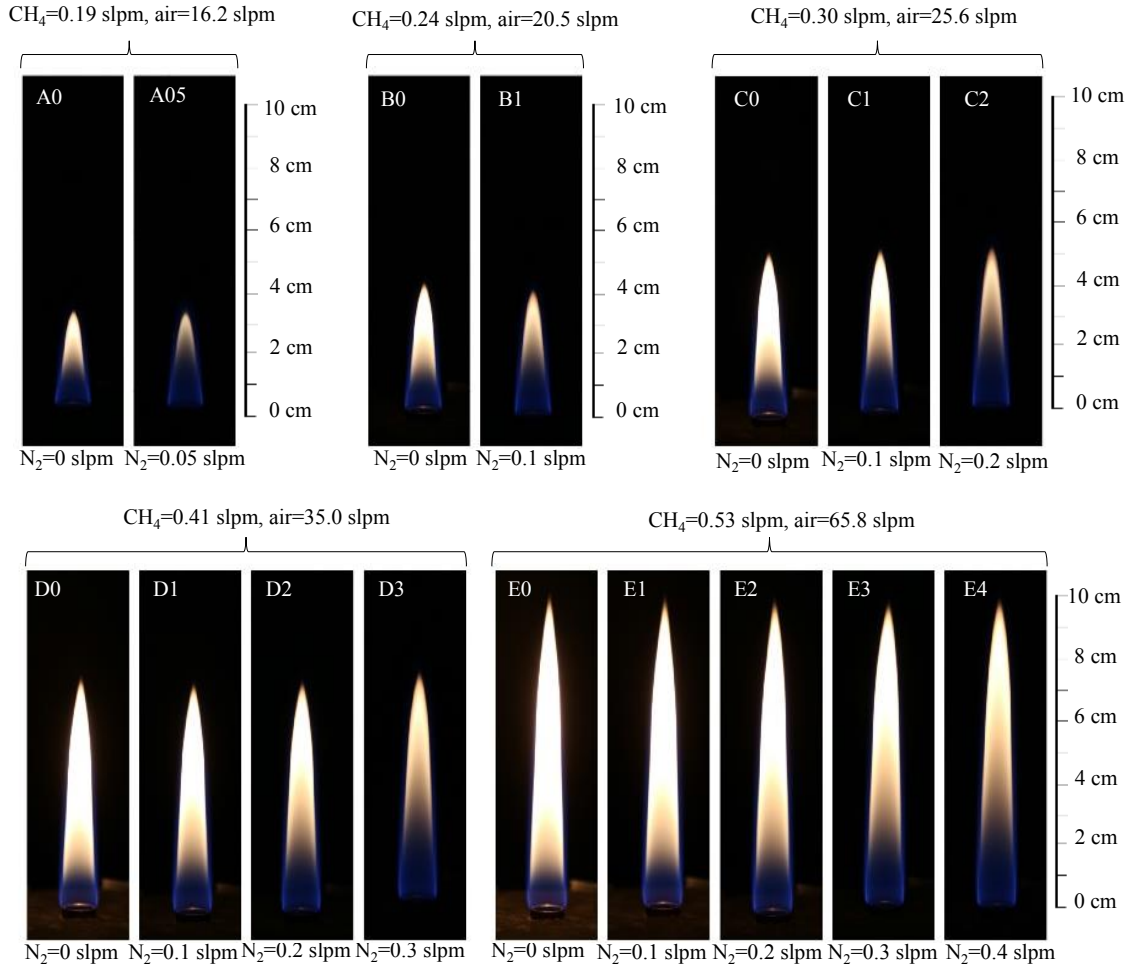 CH₄=0.19 slpm, air=16.2 slpm
CH₄=0.24 slpm, air=20.5 slpm
CH₄=0.30 slpm, air=25.6 slpm
A0 A05
10 cm
8 cm
6 cm
4 cm
2 cm
0 cm
N₂=0 slpm N₂=0.05 slpm
B0 B1
10 cm
8 cm
6 cm
4 cm
2 cm
0 cm
N₂=0 slpm N₂=0.1 slpm
C0 C1 C2
10 cm
8 cm
6 cm
4 cm
2 cm
0 cm
N₂=0 slpm N₂=0.1 slpm N₂=0.2 slpm
CH₄=0.41 slpm, air=35.0 slpm
CH₄=0.53 slpm, air=65.8 slpm
D0 D1 D2 D3
N₂=0 slpm N₂=0.1 slpm N₂=0.2 slpm N₂=0.3 slpm
E0 E1 E2 E3 E4
10 cm
8 cm
6 cm
4 cm
2 cm
0 cm
N₂=0 slpm N₂=0.1 slpm N₂=0.2 slpm N₂=0.3 slpm N₂=0.4 slpm